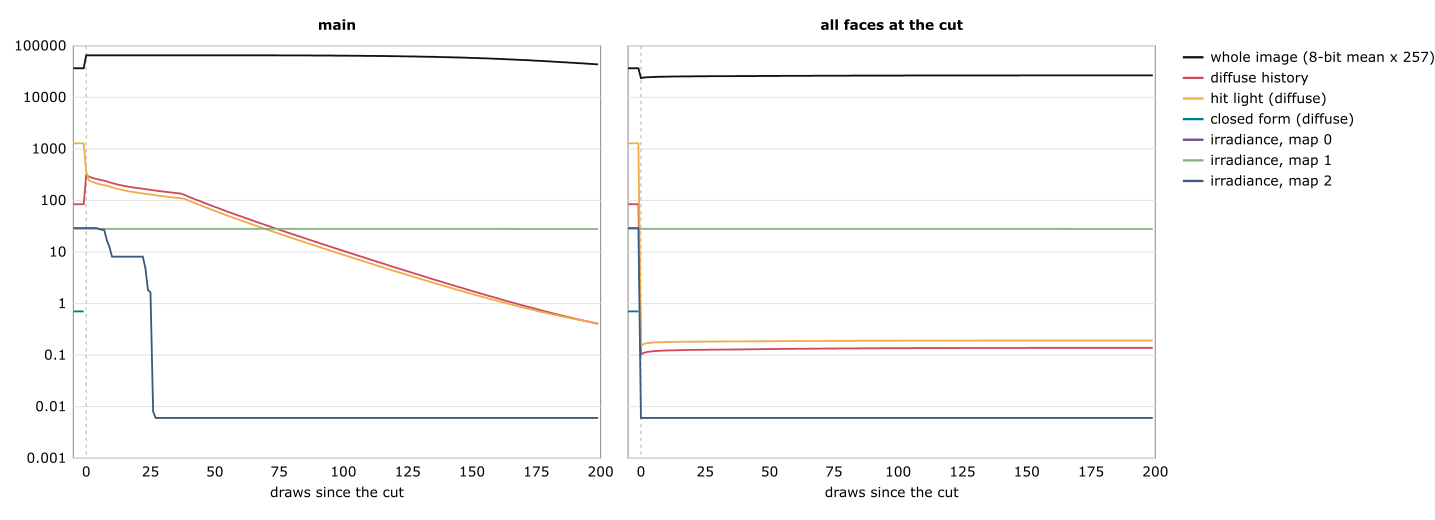 main
all faces at the cut
100000
10000
1000
100
10
1
0.1
0.01
0.001
0 25 50 75 100 125 150 175 200
draws since the cut
0 25 50 75 100 125 150 175 200
draws since the cut
whole image (8-bit mean x 257)
diffuse history
hit light (diffuse)
closed form (diffuse)
irradiance, map 0
irradiance, map 1
irradiance, map 2